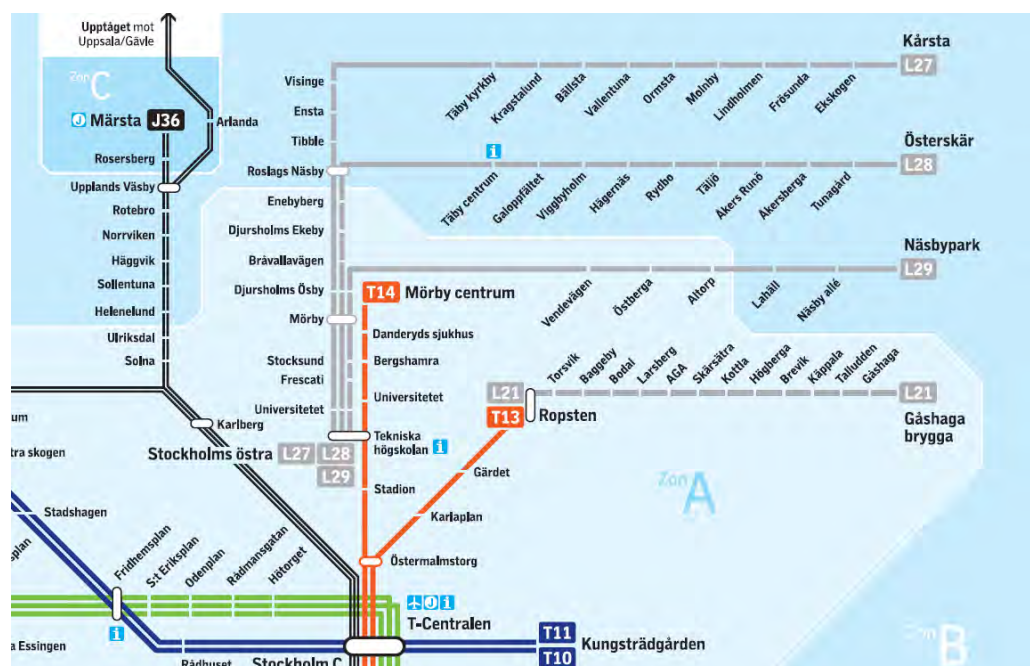 Upptåget mot
Uppsala/Gävle
Zon C
Märsta J36
Arlanda
Rosersberg
Upplands Väsby
Rotebro
Norrviken
Häggvik
Sollentuna
Helenelund
Ulriksdal
Solna
Karlberg
Kårsta
L27
Visinge
Ensta
Tibble
Roslags Näsby
Täby kyrkby
Kragstalund
Bällsta
Vallentuna
Ormsta
Molnby
Lindholmen
Frösunda
Ekskogen
Österskär
L28
i
Täby centrum
Galoppfältet
Viggbyholm
Hägernäs
Rydbo
Täljö
Åkers Runö
Åkersberga
Tunagård
Enebyberg
Djursholms Ekeby
Bråvallavägen
Djursholms Ösby
Mörby
Stocksund
Frescati
Universitetet
Näsbypark
L29
Vendevägen
Östberga
Altorp
Lahäll
Näsby allé
T14 Mörby centrum
Danderyds sjukhus
Bergshamra
Universitetet
Tekniska
högskolan i
Stockholms östra L27 L28
L29
Stadion
L21
T13 Ropsten
Torsvik
Baggeby
Bodal
Larsberg
AGA
Skärsätra
Kottla
Högberga
Brevik
Käppala
Talludden
Gåshaga
L21
Gåshaga
brygga
Gärdet
Karlaplan
Östermalmstorg
Zon A
Zon B
um
tra skogen
Stadshagen
splan
Fridhemsplan
S:t Eriksplan
Odenplan
Rådmansgatan
Hötorget
i
a Essingen
Rådhuset
Stockholm C
J i
T-Centralen
T11
T10
Kungsträdgården